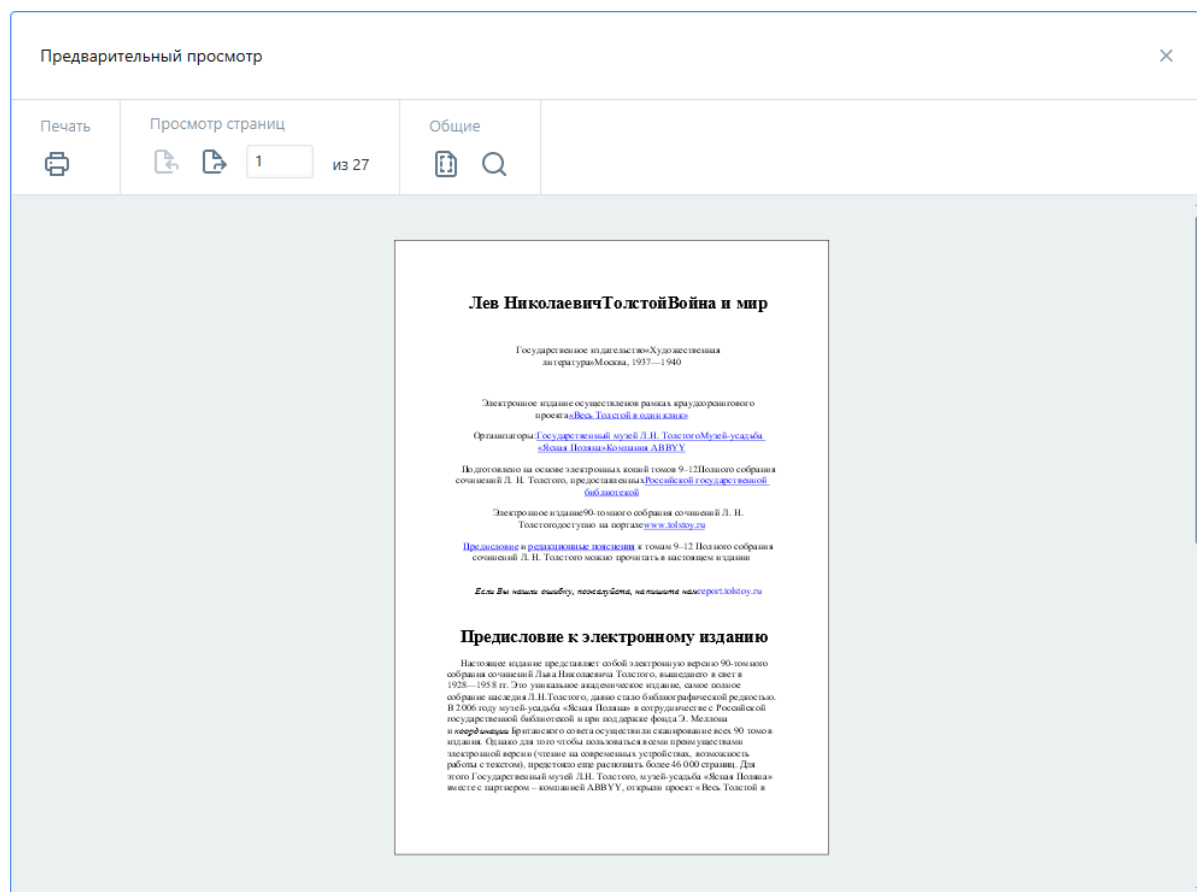 Предварительный просмотр
Печать
Просмотр страниц
Общие
1
из 27
Лев НиколаевичТолстойВойна и мир
Государственное издательство«Художественная
литература»Москва, 1937—1940
Электронное издание осуществленов рамках краудсорсингового
проекта«Весь Толстой в один клик»
Организаторы:Государственный музей Л.Н. ТолстогоМузей-усадьба
«Ясная Поляна»Компания ABBYY
Подготовлено на основе электронных копий томов 9–12Полного собрания
сочинений Л. Н. Толстого, предоставленныхРоссийской государственной
библиотекой
Электронное издание90-томного собрания сочинений Л. Н.
Толстогодоступно на порталеwww.tolstoy.ru
Предисловие и редакционные пояснения к томам 9–12 Полного собрания
сочинений Л. Н. Толстого можно прочитать в настоящем издании
Если Вы нашли ошибку, пожалуйста, напишите намreport.tolstoy.ru
Предисловие к электронному изданию
Настоящее издание представляет собой электронную версию 90-томного
собрания сочинений Льва Николаевича Толстого, вышедшего в свет в
1928—1958 гг. Это уникальное академическое издание, самое полное
собрание наследия Л.Н.Толстого, давно стало библиографической редкостью.
В 2006 году музей-усадьба «Ясная Поляна» в сотрудничестве с Российской
государственной библиотекой и при поддержке фонда Э. Меллона
и координации Британского совета осуществили сканирование всех 90 томов
издания. Однако для того чтобы пользоваться всеми преимуществами
электронной версии (чтение на современных устройствах, возможность
работы с текстом), предстояло еще распознать более 46 000 страниц. Для
этого Государственный музей Л.Н. Толстого, музей-усадьба «Ясная Поляна»
вместе с партнером – компанией ABBYY, открыли проект «Весь Толстой в